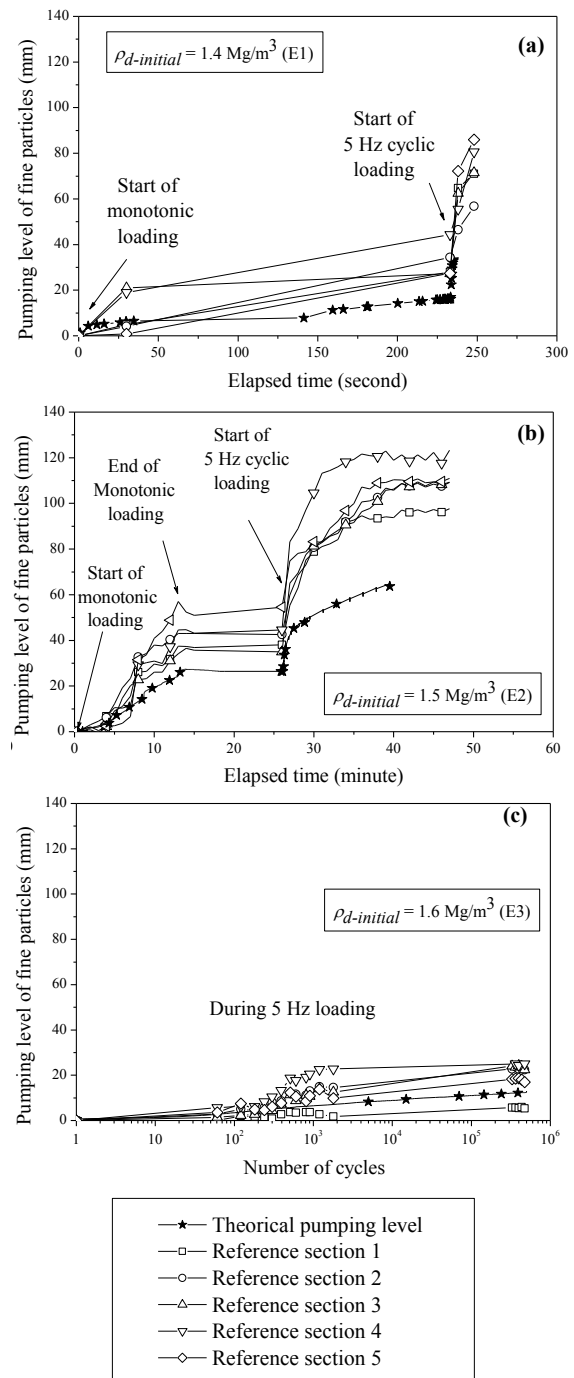 140
120
100
80
60
40
20
0
Pumping level of fine particles (mm)
(a)
ρd-initial = 1.4 Mg/m³ (E1)
Start of
5 Hz cyclic
loading
Start of
monotonic
loading
0 50 100 150 200 250 300
Elapsed time (second)
140
120
100
80
60
40
20
0
Pumping level of fine particles (mm)
(b)
Start of
5 Hz cyclic
loading
End of
Monotonic
loading
Start of
monotonic
loading
ρd-initial = 1.5 Mg/m³ (E2)
0 10 20 30 40 50 60
Elapsed time (minute)
140
120
100
80
60
40
20
0
Pumping level of fine particles (mm)
(c)
ρd-initial = 1.6 Mg/m³ (E3)
During 5 Hz loading
1 10 10² 10³ 10⁴ 10⁵ 10⁶
Number of cycles
Theorical pumping level
Reference section 1
Reference section 2
Reference section 3
Reference section 4
Reference section 5